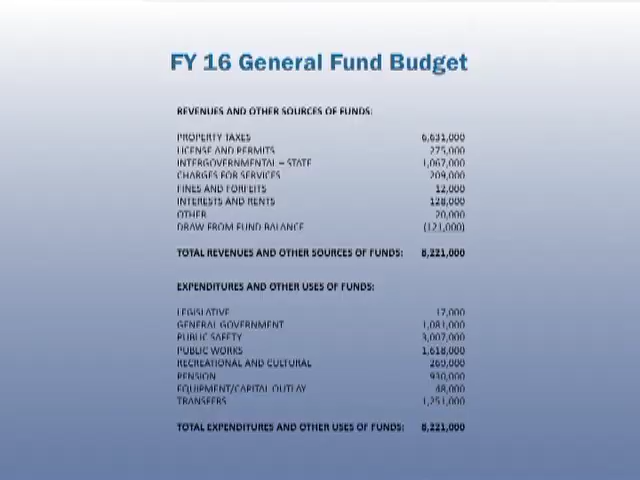 FY 16 General Fund Budget
REVENUES AND OTHER SOURCES OF FUNDS:
PROPERTY TAXES 6,631,000
LICENSE AND PERMITS 275,000
INTERGOVERNMENTAL – STATE 1,067,000
CHARGES FOR SERVICES 209,000
FINES AND FORFEITS 12,000
INTERESTS AND RENTS 128,000
OTHER 20,000
DRAW FROM FUND BALANCE (121,000)
TOTAL REVENUES AND OTHER SOURCES OF FUNDS: 8,221,000
EXPENDITURES AND OTHER USES OF FUNDS:
LEGISLATIVE 17,000
GENERAL GOVERNMENT 1,081,000
PUBLIC SAFETY 3,007,000
PUBLIC WORKS 1,618,000
RECREATIONAL AND CULTURAL 269,000
PENSION 930,000
EQUIPMENT/CAPITAL OUTLAY 48,000
TRANSFERS 1,251,000
TOTAL EXPENDITURES AND OTHER USES OF FUNDS: 8,221,000